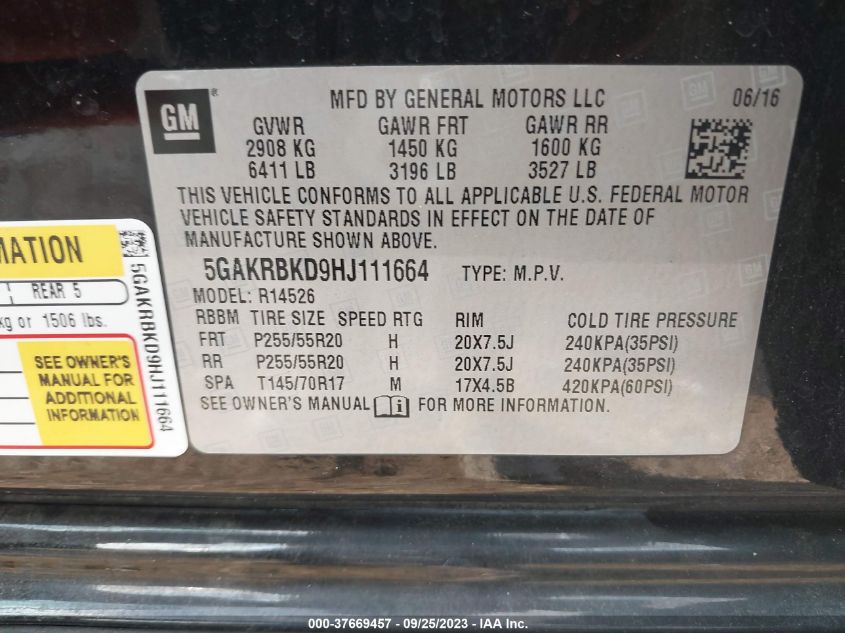 GM
MFD BY GENERAL MOTORS LLC 06/16
GVWR GAWR FRT GAWR RR
2908 KG 1450 KG 1600 KG
6411 LB 3196 LB 3527 LB
THIS VEHICLE CONFORMS TO ALL APPLICABLE U.S. FEDERAL MOTOR
VEHICLE SAFETY STANDARDS IN EFFECT ON THE DATE OF
MANUFACTURE SHOWN ABOVE.
5GAKRBKD9HJ111664 TYPE: M.P.V.
MODEL: R14526
RBBM TIRE SIZE SPEED RTG RIM COLD TIRE PRESSURE
FRT P255/55R20 H 20X7.5J 240KPA(35PSI)
RR P255/55R20 H 20X7.5J 240KPA(35PSI)
SPA T145/70R17 M 17X4.5B 420KPA(60PSI)
SEE OWNER'S MANUAL FOR MORE INFORMATION.
MATION
REAR 5
kg or 1506 lbs.
SEE OWNER'S
MANUAL FOR
ADDITIONAL
INFORMATION
5GAKRBKD9HJ111664
000-37669457 - 09/25/2023 - IAA Inc.